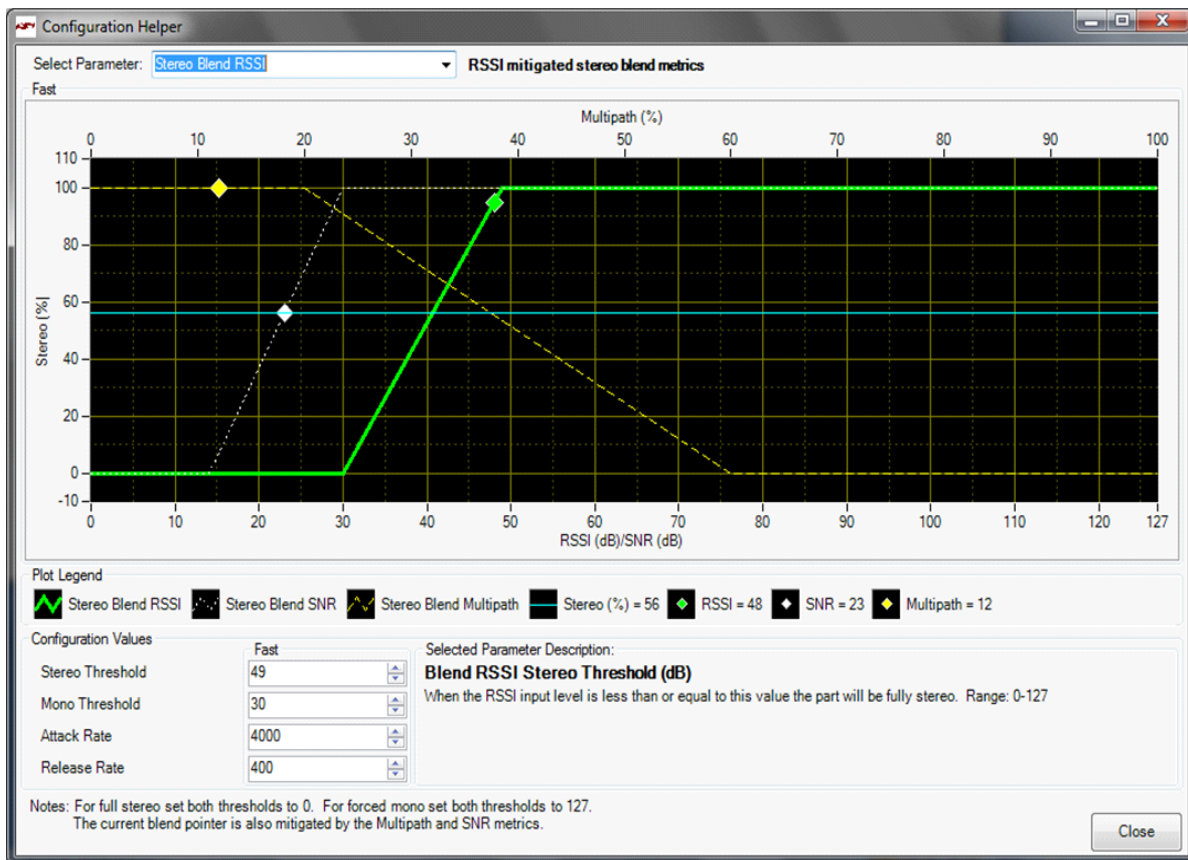 Configuration Helper
Select Parameter: Stereo Blend RSSI RSSI mitigated stereo blend metrics
Fast
Multipath (%)
0 10 20 30 40 50 60 70 80 90 100
110
100
80
60
40
20
0
-10
Stereo (%)
0 10 20 30 40 50 60 70 80 90 100 110 120 127
RSSI (dB)/SNR (dB)
Plot Legend
Stereo Blend RSSI Stereo Blend SNR Stereo Blend Multipath Stereo (%) = 56 RSSI = 48 SNR = 23 Multipath = 12
Configuration Values
Fast
Stereo Threshold 49
Mono Threshold 30
Attack Rate 4000
Release Rate 400
Selected Parameter Description:
Blend RSSI Stereo Threshold (dB)
When the RSSI input level is less than or equal to this value the part will be fully stereo. Range: 0-127
Notes: For full stereo set both thresholds to 0. For forced mono set both thresholds to 127.
The current blend pointer is also mitigated by the Multipath and SNR metrics.
Close